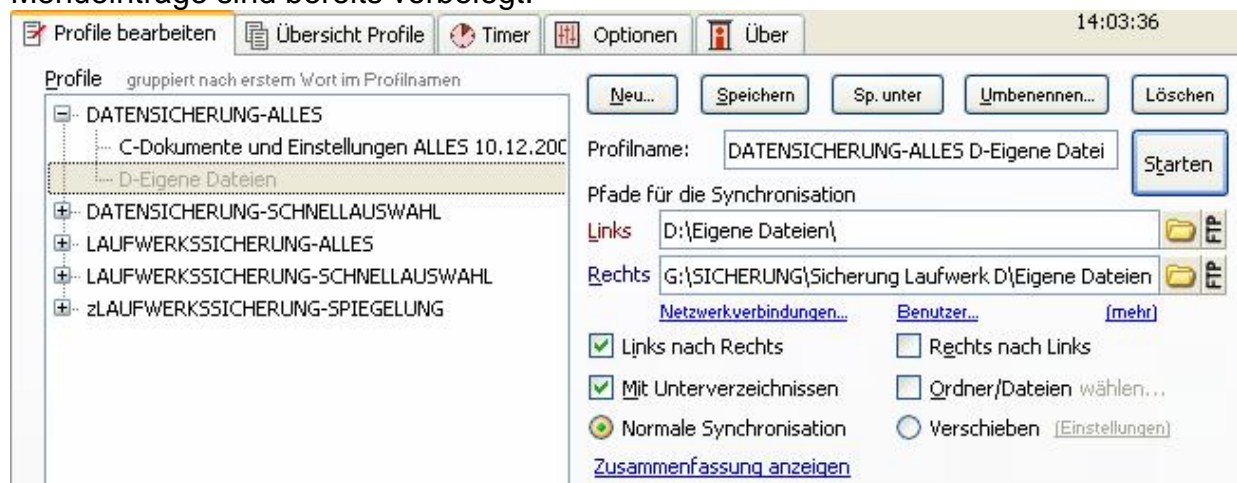 Menüeinträge sind bereits vorbelegt.
Profile bearbeiten Übersicht Profile Timer Optionen Über 14:03:36
Profile gruppiert nach erstem Wort im Profilnamen
DATENSICHERUNG-ALLES
C-Dokumente und Einstellungen ALLES 10.12.200
D-Eigene Dateien
DATENSICHERUNG-SCHNELLAUSWAHL
LAUFWERKSSICHERUNG-ALLES
LAUFWERKSSICHERUNG-SCHNELLAUSWAHL
zLAUFWERKSSICHERUNG-SPIEGELUNG
Neu... Speichern Sp. unter Umbenennen... Löschen
Profilname: DATENSICHERUNG-ALLES D-Eigene Datei
Starten
Pfade für die Synchronisation
Links D:\Eigene Dateien\ FTP
Rechts G:\SICHERUNG\Sicherung Laufwerk D\Eigene Dateien FTP
Netzwerkverbindungen... Benutzer... (mehr)
Links nach Rechts Rechts nach Links
Mit Unterverzeichnissen Ordner/Dateien wählen...
Normale Synchronisation Verschieben (Einstellungen)
Zusammenfassung anzeigen